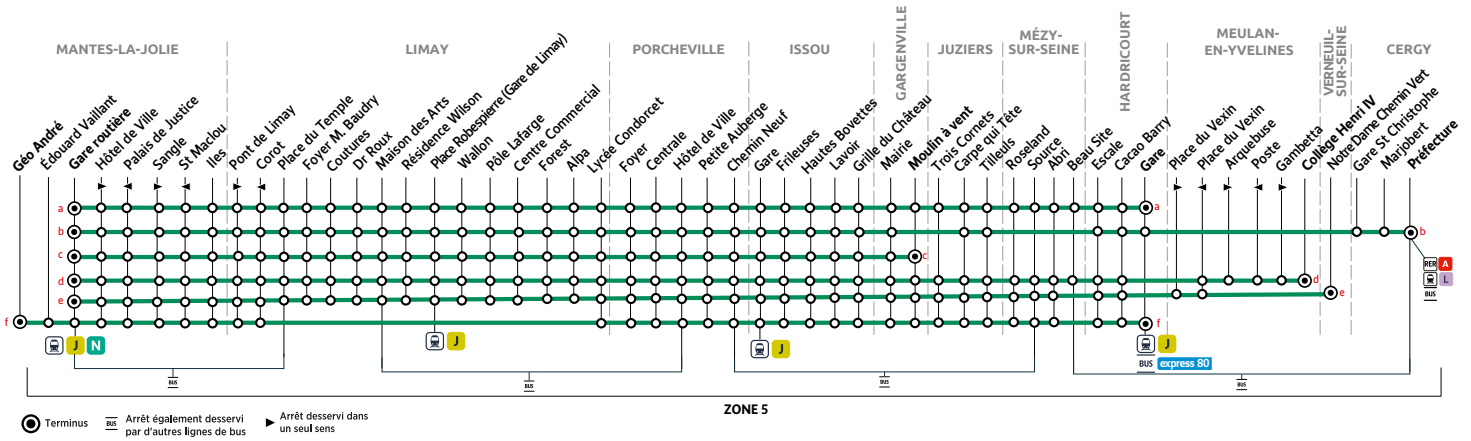 MANTES-LA-JOLIE
LIMAY
PORCHEVILLE
ISSOU
GARGENVILLE
JUZIERS
MÉZY-
SUR-SEINE
HARDRICOURT
MEULAN-
EN-YVELINES
VERNEUIL-
SUR-SEINE
CERGY
Géo André
Édouard Vaillant
Gare routière
Hôtel de Ville
Palais de Justice
Sangle
St Maclou
Iles
Pont de Limay
Corot
Place du Temple
Foyer M. Baudry
Coutures
Dr Roux
Maison des Arts
Résidence Wilson
Place Robespierre (Gare de Limay)
Wallon
Pôle Lafarge
Centre Commercial
Forest
Alpa
Lycée Condorcet
Foyer
Centrale
Hôtel de Ville
Petite Auberge
Chemin Neuf
Gare
Frileuses
Hautes Bovettes
Lavoir
Grille du Château
Mairie
Moulin à vent
Trois Cornets
Carpe qui Tête
Tilleuls
Roseland
Source
Abri
Beau Site
Escale
Cacao Barry
Gare
Place du Vexin
Place du Vexin
Arquebuse
Poste
Gambetta
Collège Henri IV
Notre Dame Chemin Vert
Gare St Christophe
Marjobert
Préfecture
a
a
b
b
c
c
d
d
e
e
f
f
RER A
L
BUS
J N
J
J
J
BUS express 80
BUS
BUS
BUS
BUS
ZONE 5
Terminus
BUS
Arrêt également desservi
par d'autres lignes de bus
Arrêt desservi dans
un seul sens